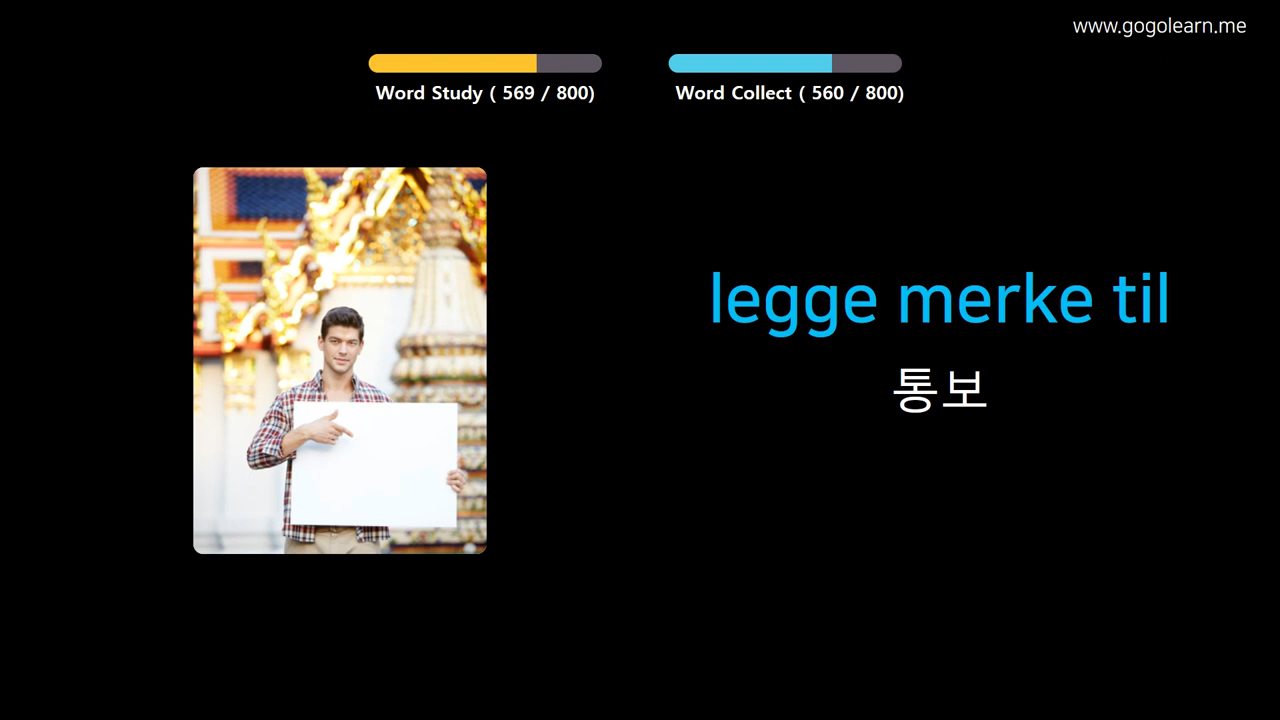 www.gogolearn.me
Word Study ( 569 / 800)
Word Collect ( 560 / 800)
legge merke til
통보